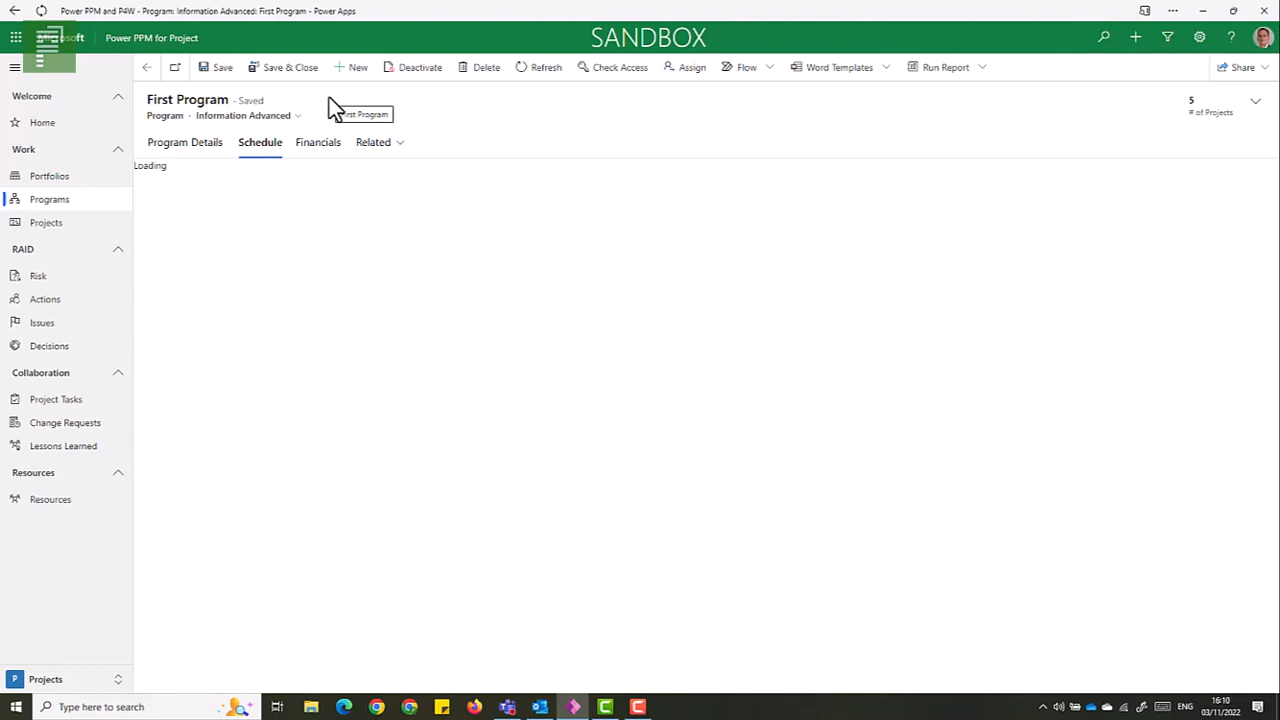 Power PPM and P4W - Program: Information Advanced: First Program - Power Apps
Power PPM for Project
SANDBOX
Save
Save & Close
New
Deactivate
Delete
Refresh
Check Access
Assign
Flow
Word Templates
Run Report
Share
First Program - Saved
Program · Information Advanced
5
# of Projects
Program Details
Schedule
Financials
Related
Loading
Welcome
Home
Work
Portfolios
Programs
Projects
RAID
Risk
Actions
Issues
Decisions
Collaboration
Project Tasks
Change Requests
Lessons Learned
Resources
Resources
P
Projects
Type here to search
ENG
16:10
03/11/2022